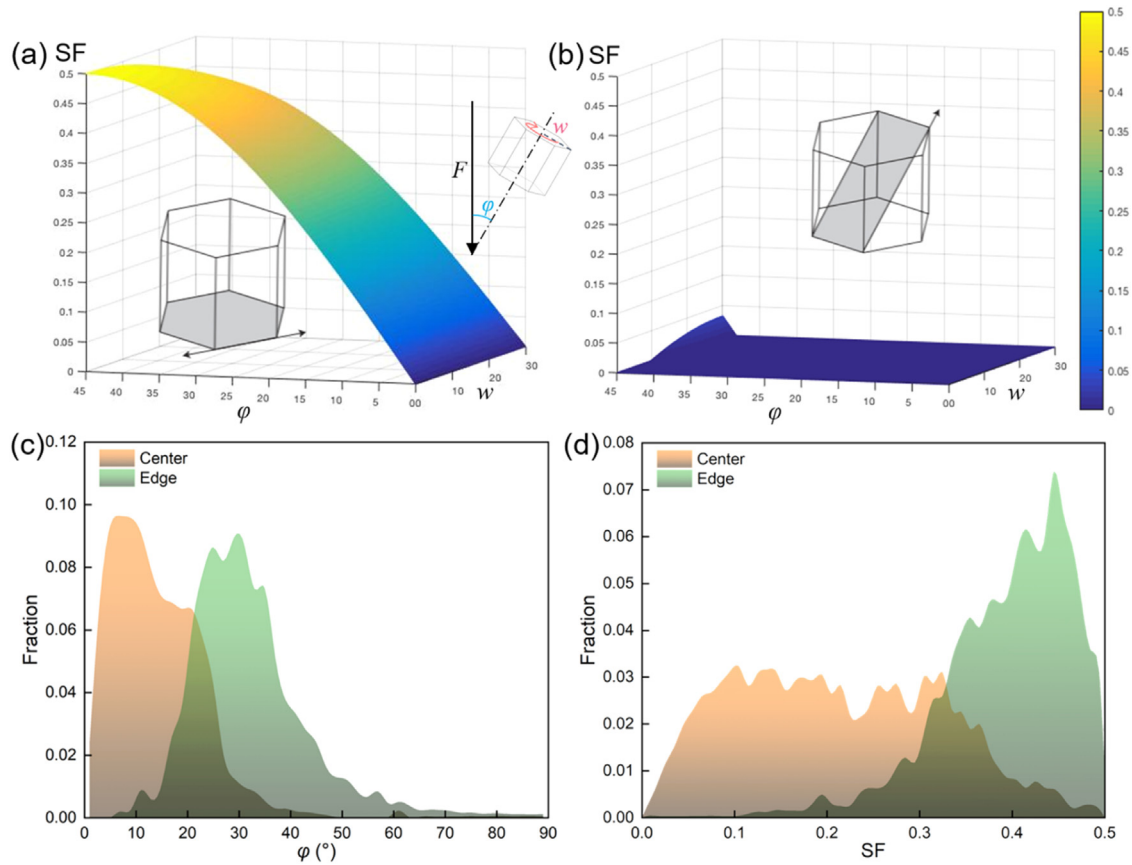 (a) SF
0.5
0.45
0.4
0.35
0.3
0.25
0.2
0.15
0.1
0.05
0
45 40 35 30 25 20 15 10 5 00
10 20 30
φ
w
F
φ
w
(b) SF
0.5
0.45
0.4
0.35
0.3
0.25
0.2
0.15
0.1
0.05
0
45 40 35 30 25 20 15 10 5 00
10 20 30
φ
w
0.5
0.45
0.4
0.35
0.3
0.25
0.2
0.15
0.1
0.05
0
(c)
Center
Edge
0.12
0.10
0.08
0.06
0.04
0.02
0.00
Fraction
0 10 20 30 40 50 60 70 80 90
φ (°)
(d)
Center
Edge
0.08
0.07
0.06
0.05
0.04
0.03
0.02
0.01
0.00
Fraction
0.0 0.1 0.2 0.3 0.4 0.5
SF